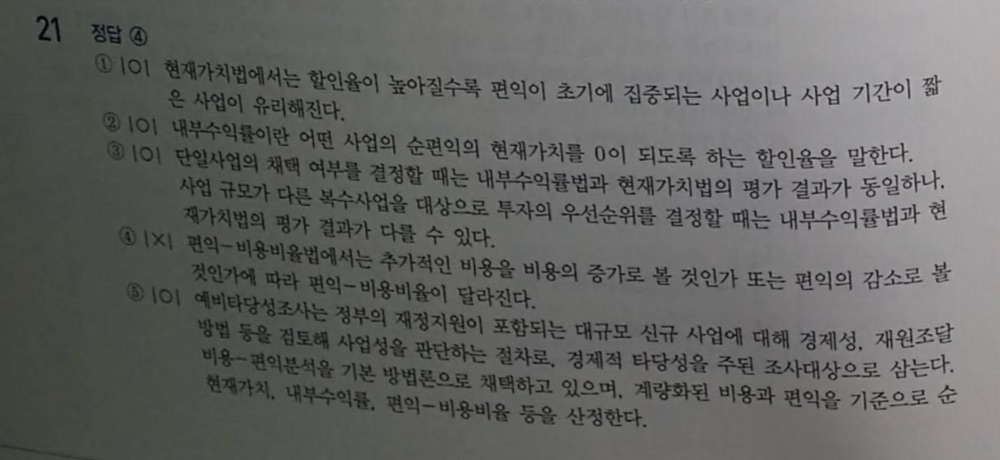 21 정답 ④
① |O| 현재가치법에서는 할인율이 높아질수록 편익이 초기에 집중되는 사업이나 사업 기간이 짧
은 사업이 유리해진다.
② |O| 내부수익률이란 어떤 사업의 순편익의 현재가치를 0이 되도록 하는 할인율을 말한다.
③ |O| 단일사업의 채택 여부를 결정할 때는 내부수익률법과 현재가치법의 평가 결과가 동일하나,
사업 규모가 다른 복수사업을 대상으로 투자의 우선순위를 결정할 때는 내부수익률법과 현
재가치법의 평가 결과가 다를 수 있다.
④ |X| 편익-비용비율법에서는 추가적인 비용을 비용의 증가로 볼 것인가 또는 편익의 감소로 볼
것인가에 따라 편익-비용비율이 달라진다.
⑤ |O| 예비타당성조사는 정부의 재정지원이 포함되는 대규모 신규 사업에 대해 경제성, 재원조달
방법 등을 검토해 사업성을 판단하는 절차로, 경제적 타당성을 주된 조사대상으로 삼는다.
비용-편익분석을 기본 방법론으로 채택하고 있으며, 계량화된 비용과 편익을 기준으로 순
현재가치, 내부수익률, 편익-비용비율 등을 산정한다.